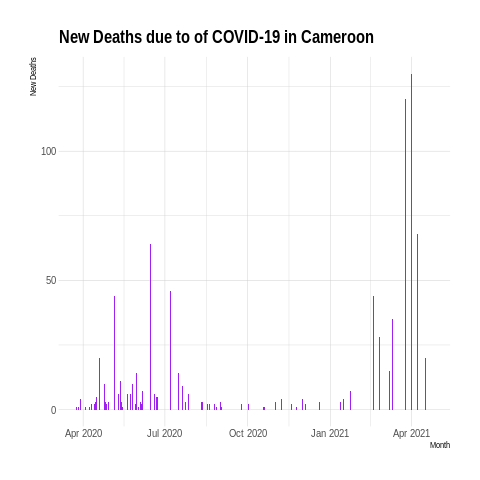 New Deaths due to of COVID-19 in Cameroon
New Deaths
100
50
0
Apr 2020 Jul 2020 Oct 2020 Jan 2021 Apr 2021
Month